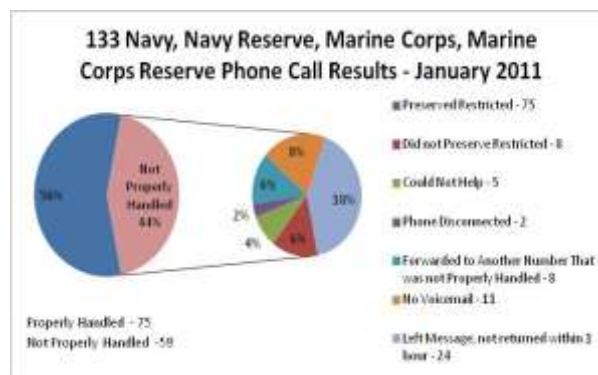 133 Navy, Navy Reserve, Marine Corps, Marine
Corps Reserve Phone Call Results - January 2011
Preserved Restricted - 75
Did not Preserve Restricted - 8
Could Not Help - 5
Phone Disconnected - 2
Forwarded to Another Number That
was not Properly Handled - 8
No Voicemail - 11
Left Message, not returned within
hour - 24
56%
Not
Properly
Handled
44%
8%
6%
2%
4%
6%
18%
Properly Handled - 75
Not Properly Handled -